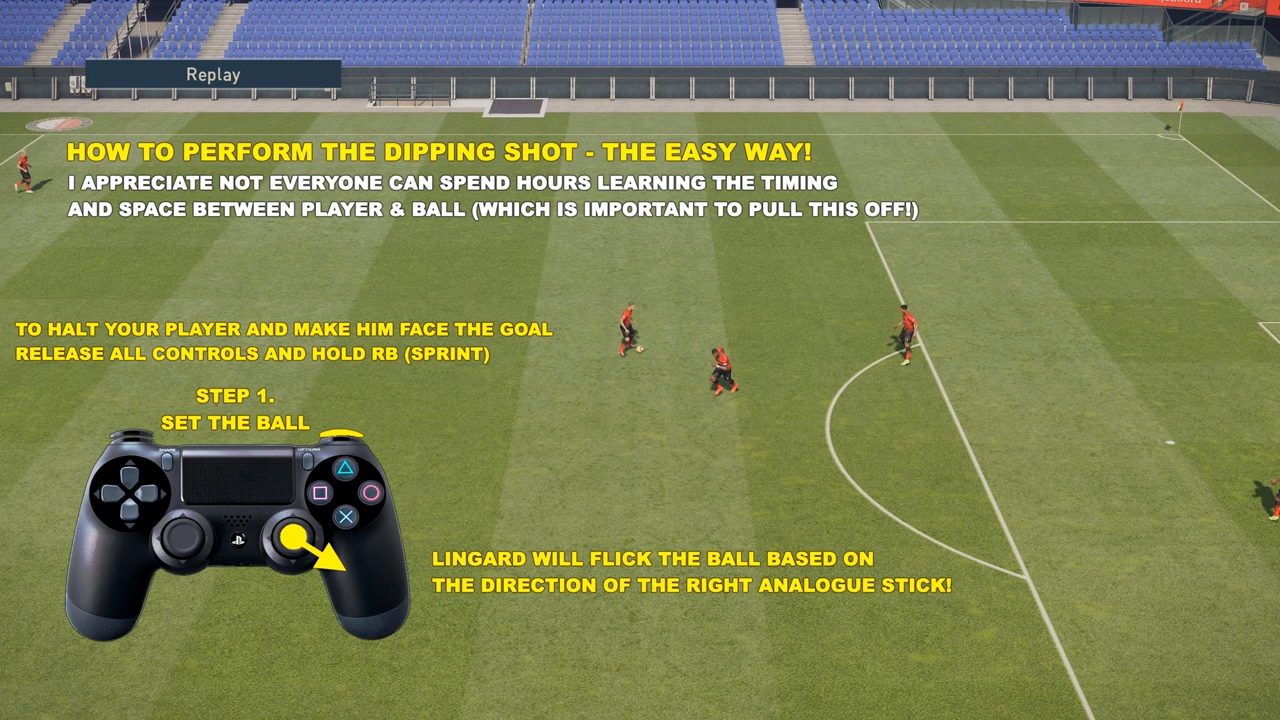 Replay
HOW TO PERFORM THE DIPPING SHOT - THE EASY WAY!
I APPRECIATE NOT EVERYONE CAN SPEND HOURS LEARNING THE TIMING
AND SPACE BETWEEN PLAYER & BALL (WHICH IS IMPORTANT TO PULL THIS OFF!)
TO HALT YOUR PLAYER AND MAKE HIM FACE THE GOAL
RELEASE ALL CONTROLS AND HOLD RB (SPRINT)
STEP 1.
SET THE BALL
SHARE
OPTIONS
LINGARD WILL FLICK THE BALL BASED ON
THE DIRECTION OF THE RIGHT ANALOGUE STICK!